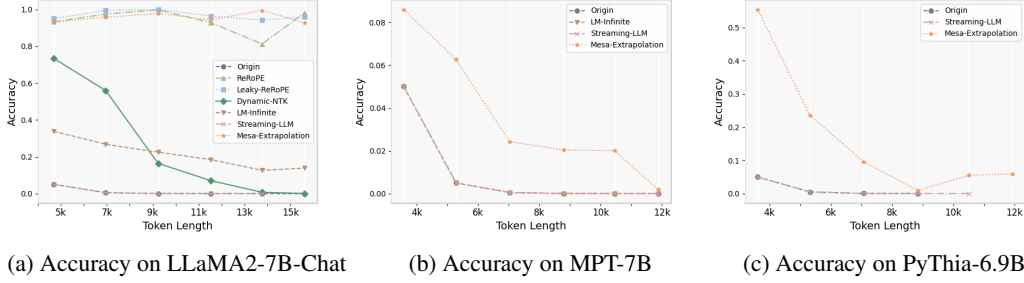 1.0
0.8
0.6
0.4
0.2
0.0
Accuracy
Origin
ReRoPE
Leaky-ReRoPE
Dynamic-NTK
LM-Infinite
Streaming-LLM
Mesa-Extrapolation
5k 7k 9k 11k 13k 15k
Token Length
(a) Accuracy on LLaMA2-7B-Chat
0.08
0.06
0.04
0.02
0.00
Accuracy
Origin
LM-Infinite
Streaming-LLM
Mesa-Extrapolation
4k 6k 8k 10k 12k
Token Length
(b) Accuracy on MPT-7B
0.5
0.4
0.3
0.2
0.1
0.0
Accuracy
Origin
Streaming-LLM
Mesa-Extrapolation
4k 6k 8k 10k 12k
Token Length
(c) Accuracy on PyThia-6.9B